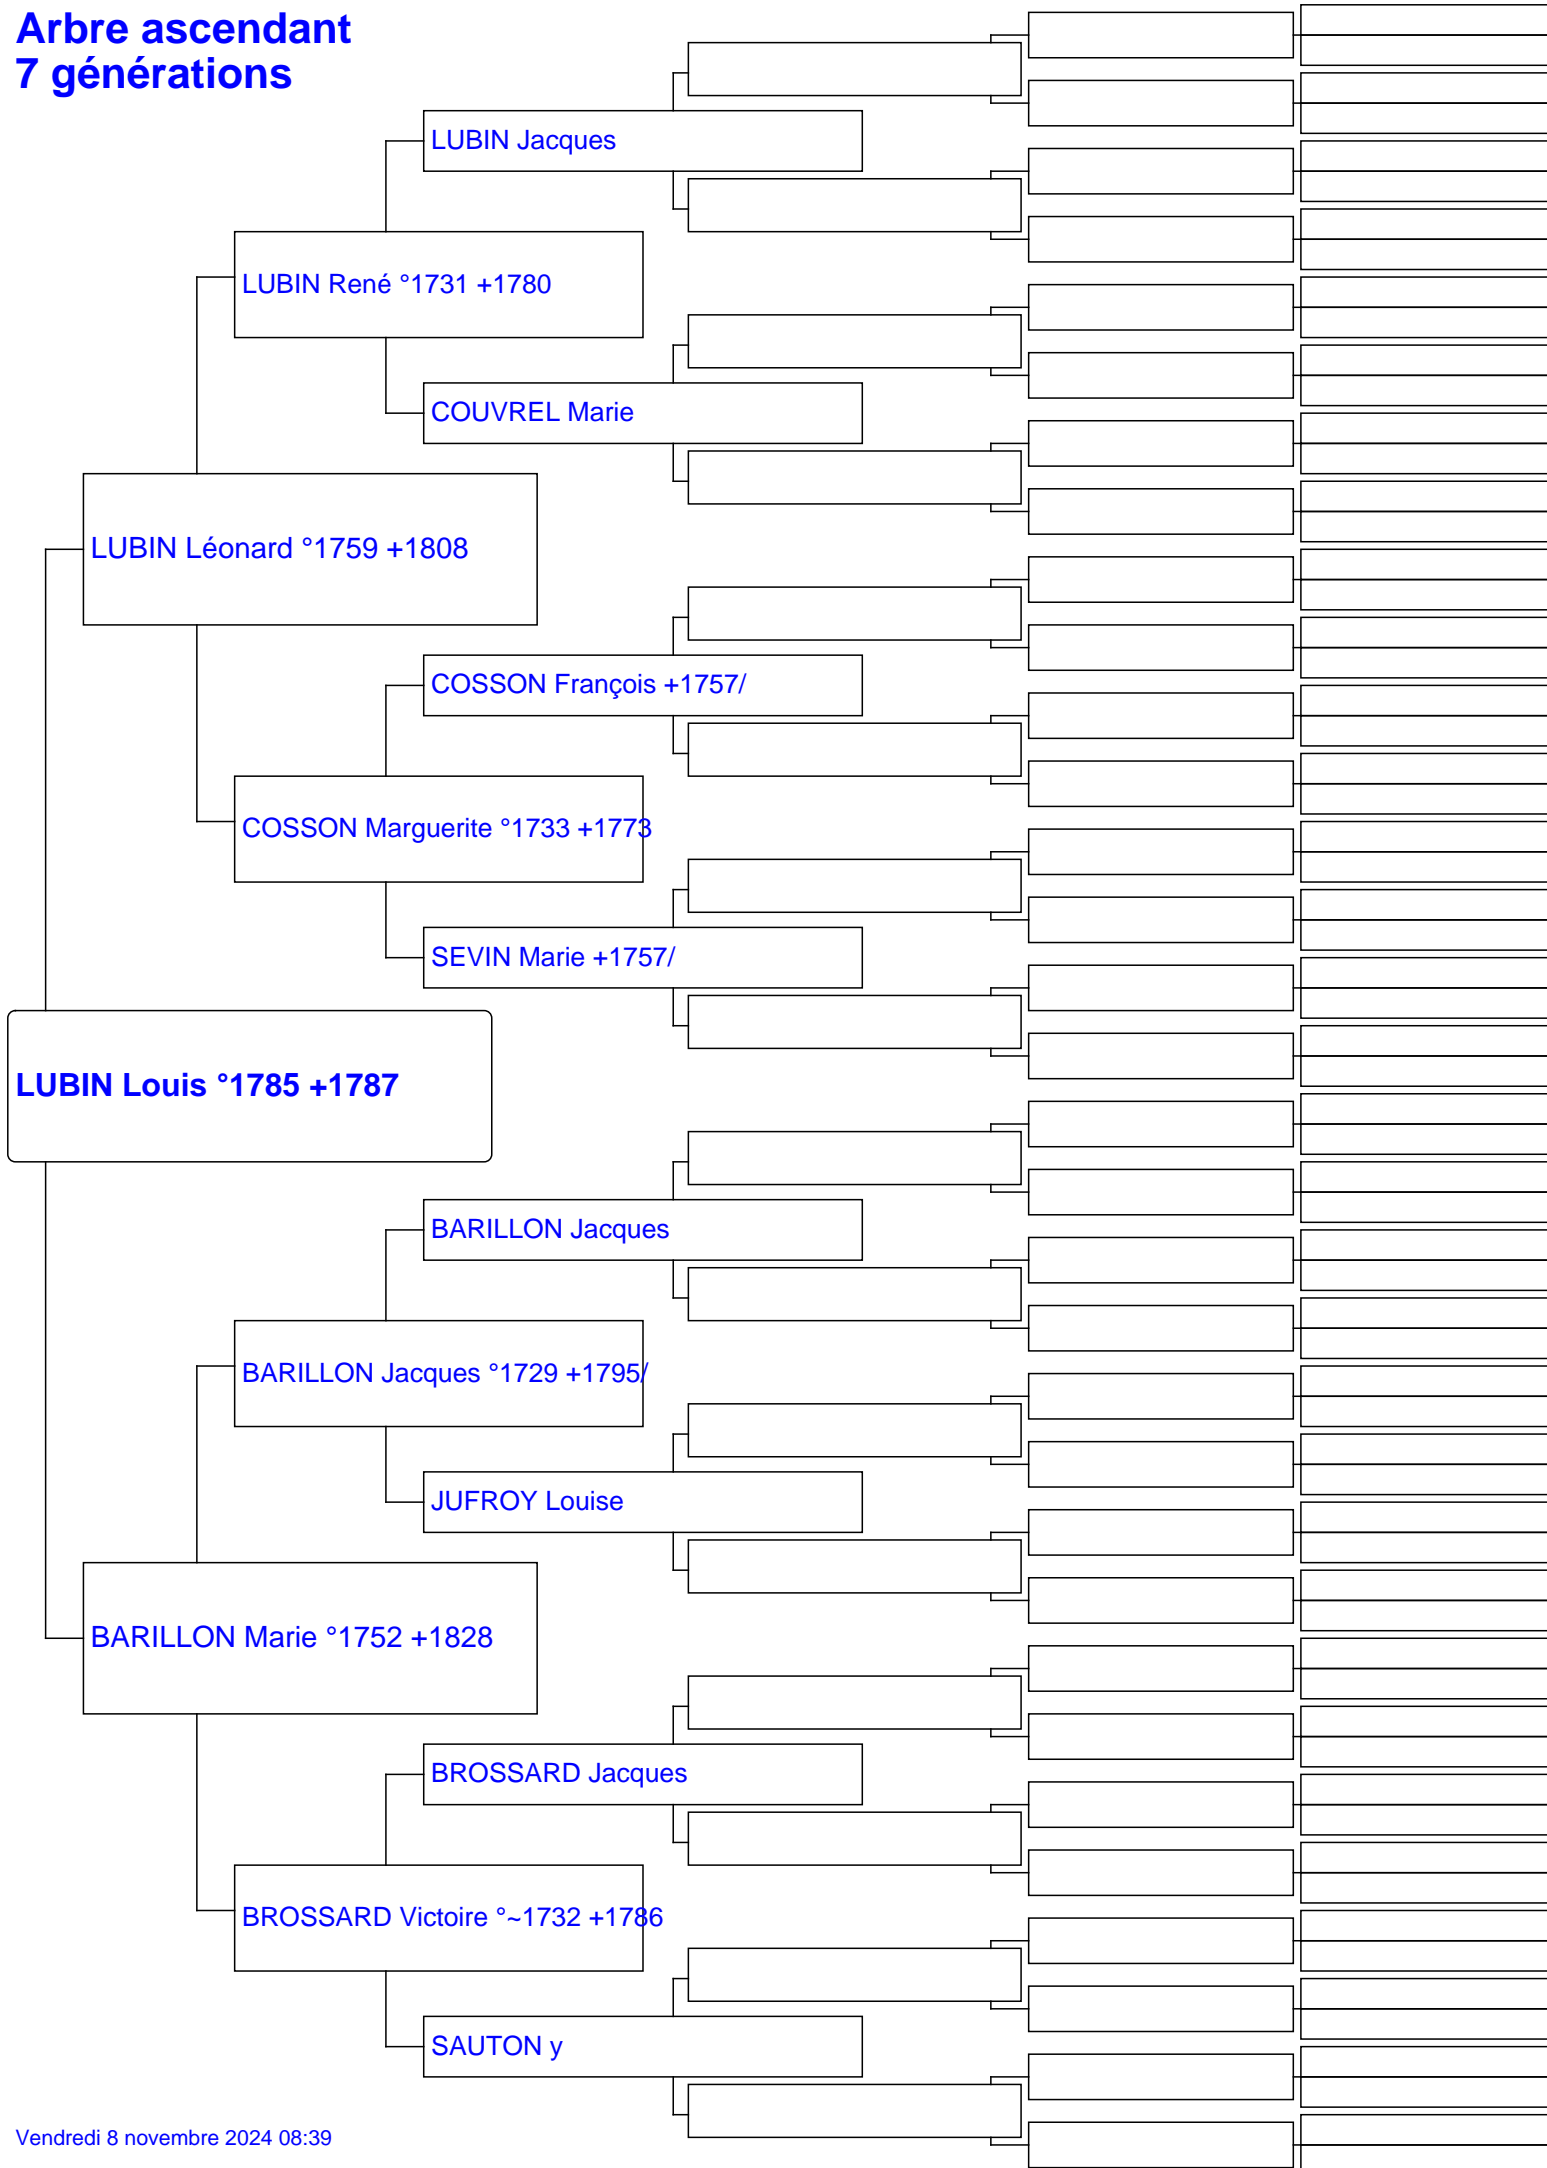 Arbre ascendant
7 générations
LUBIN Jacques
LUBIN René °1731 +1780
COUVREL Marie
LUBIN Léonard °1759 +1808
COSSON François +1757/
COSSON Marguerite °1733 +1773
SEVIN Marie +1757/
LUBIN Louis °1785 +1787
BARILLON Jacques
BARILLON Jacques °1729 +1795/
JUFROY Louise
BARILLON Marie °1752 +1828
BROSSARD Jacques
BROSSARD Victoire °~1732 +1786
SAUTON y
Vendredi 8 novembre 2024 08:39